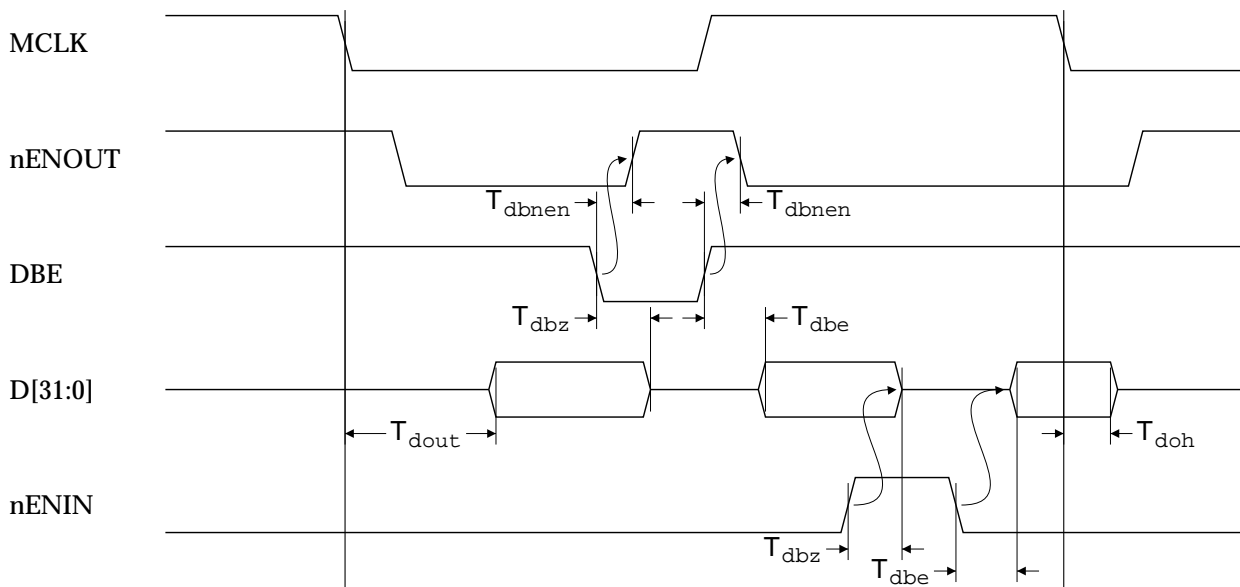 MCLK
nENOUT
Tdbnen
Tdbnen
DBE
Tdbz
Tdbe
D[31:0]
Tdout
Tdoh
nENIN
Tdbz
Tdbe